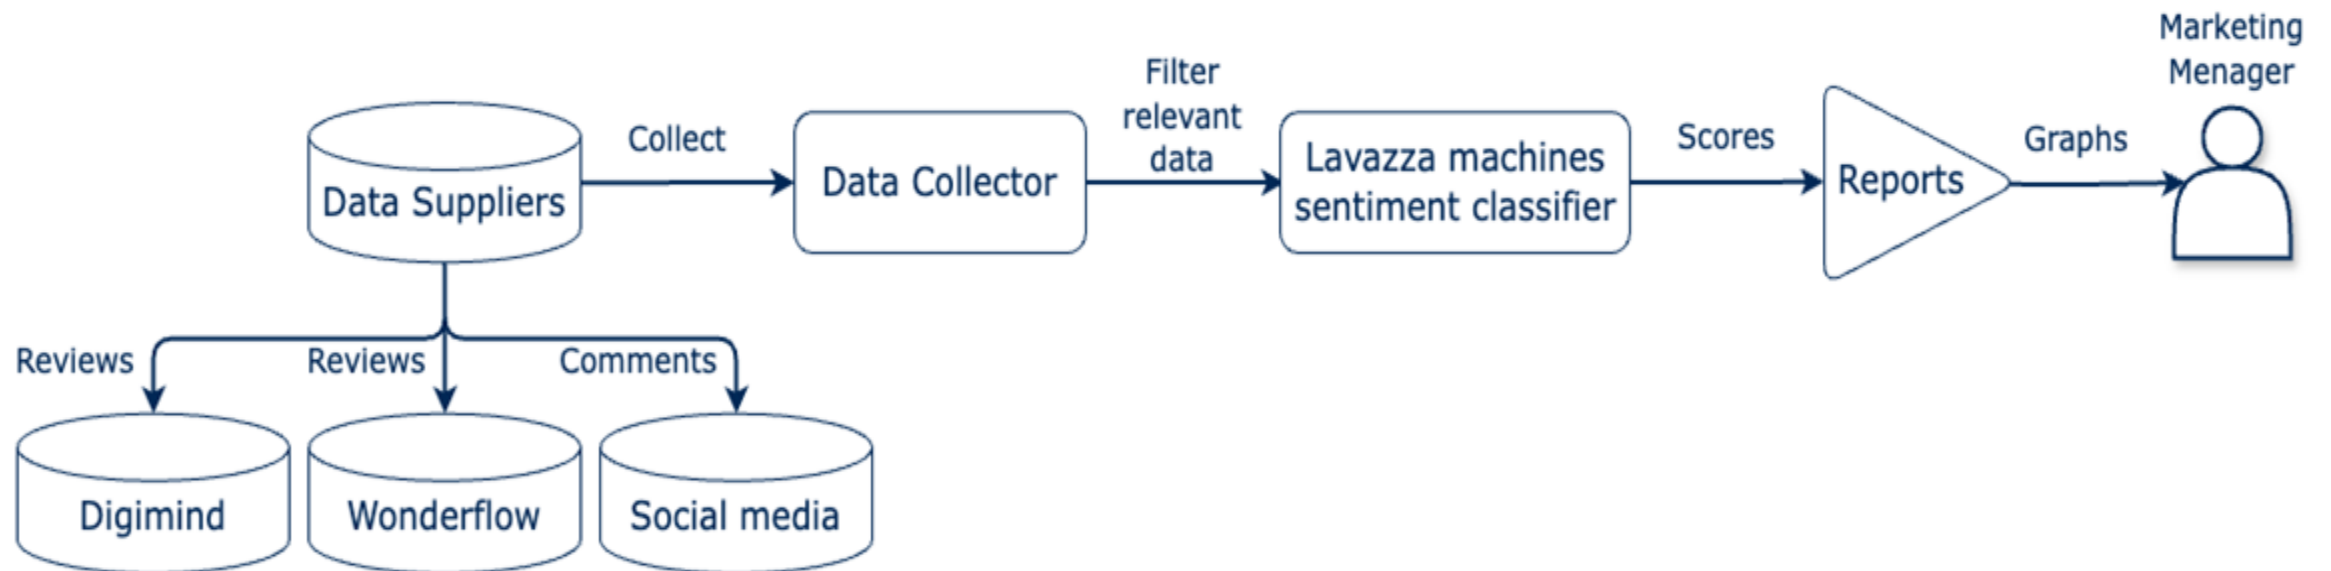 Marketing
Menager
Filter
relevant
data
Collect
Scores
Graphs
Data Suppliers
Data Collector
Lavazza machines
sentiment classifier
Reports
Reviews
Reviews
Comments
Digimind
Wonderflow
Social media